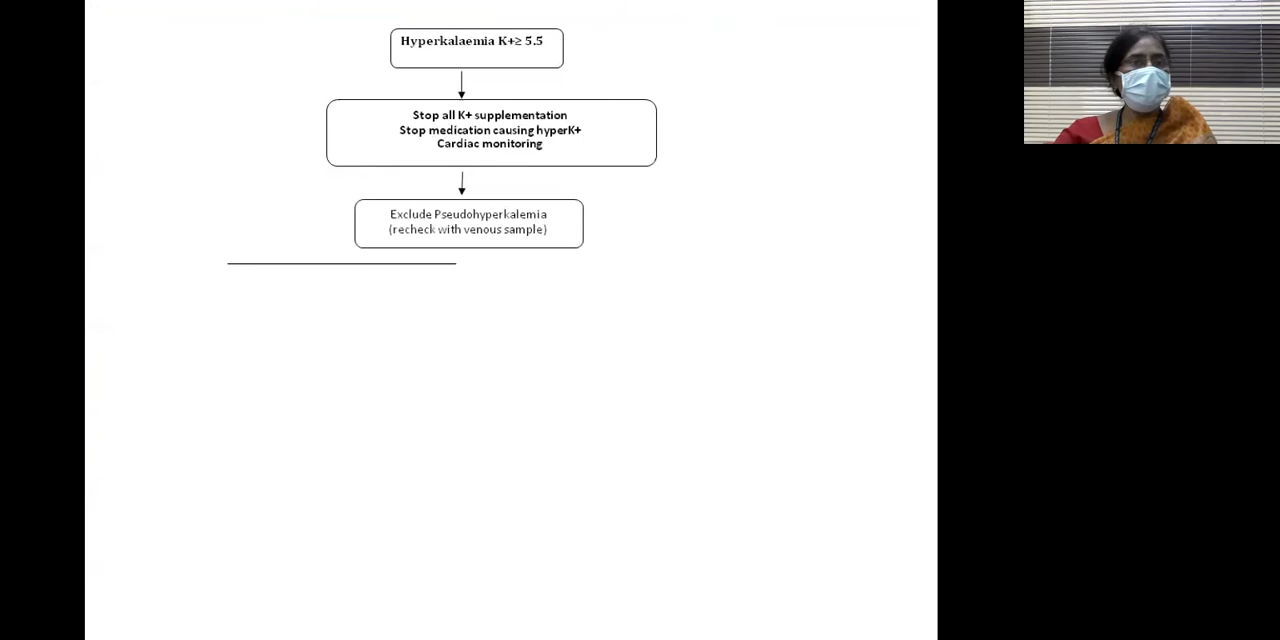 Hyperkalaemia K+≥ 5.5
Stop all K+ supplementation
Stop medication causing hyperK+
Cardiac monitoring
Exclude Pseudohyperkalemia
(recheck with venous sample)